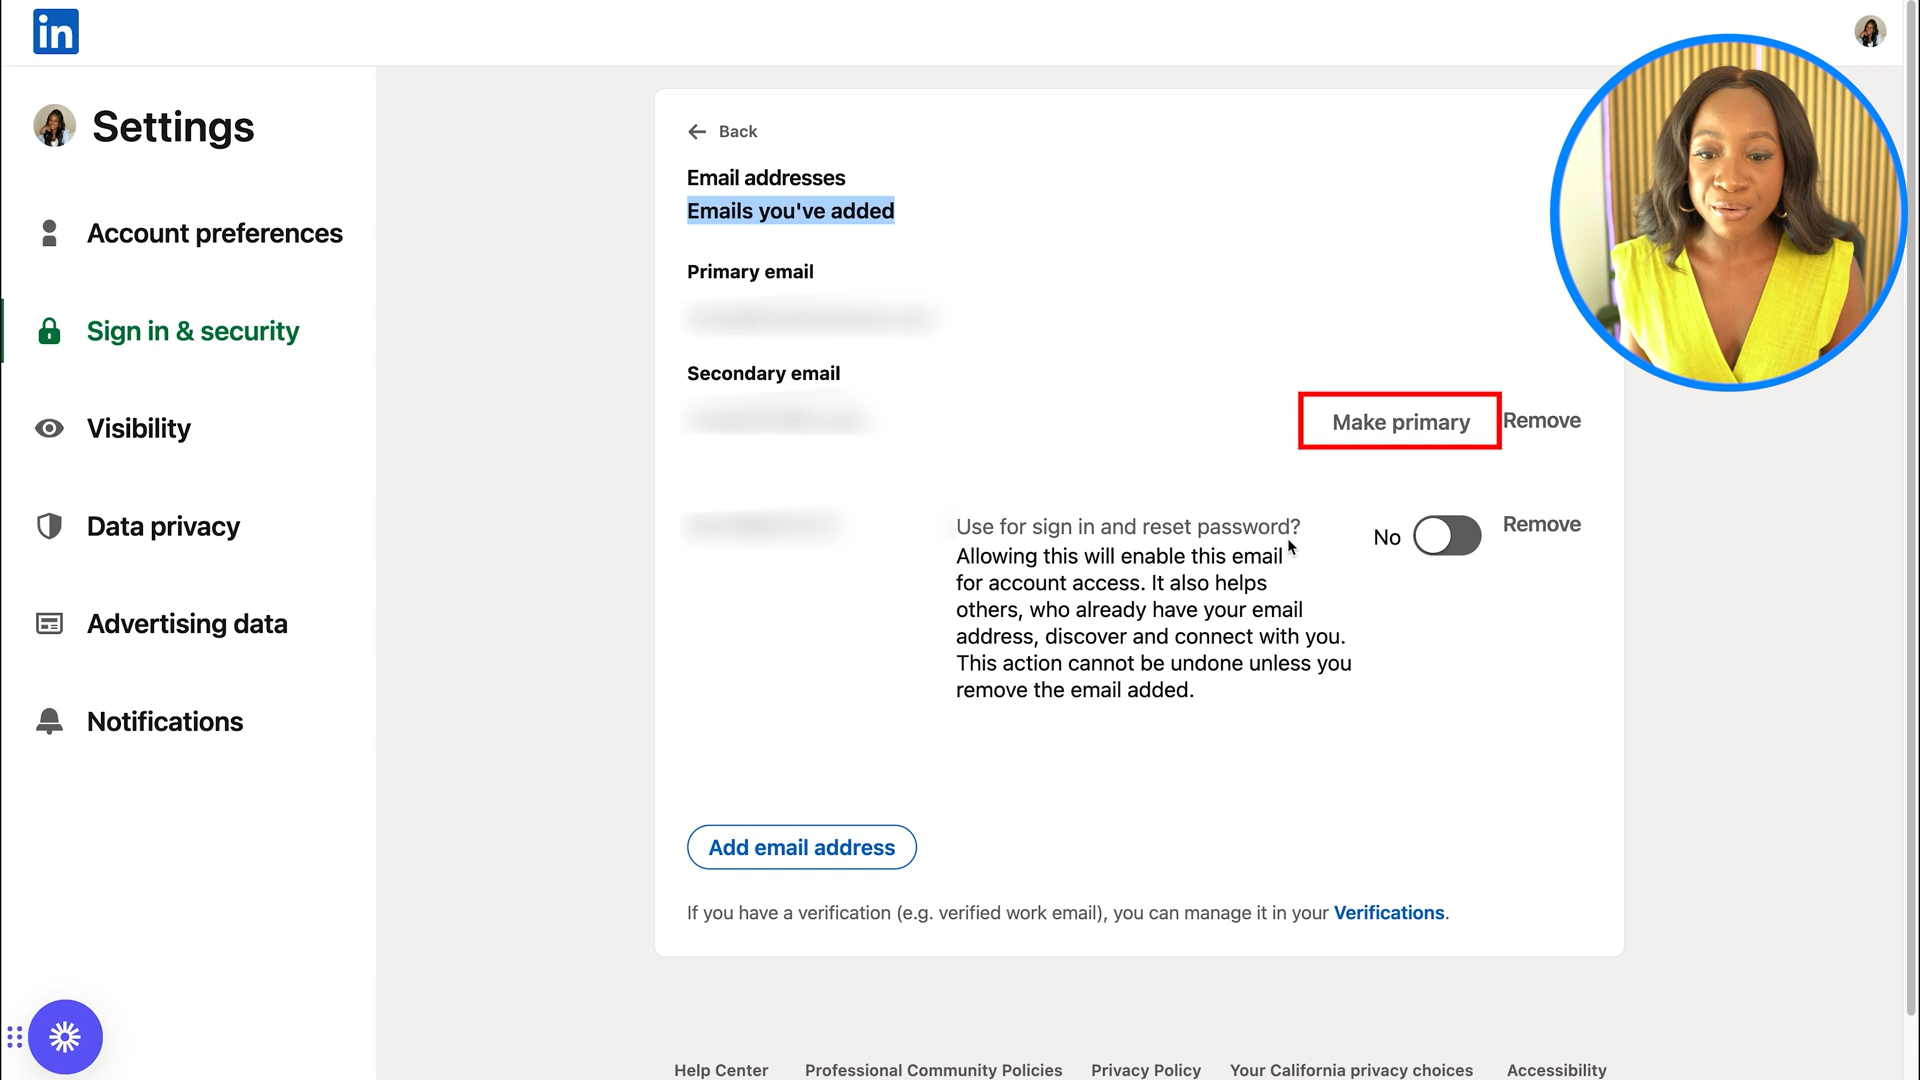 in
Settings
Account preferences
Sign in & security
Visibility
Data privacy
Advertising data
Notifications
Back
Email addresses
Emails you've added
Primary email
Secondary email
Make primary
Remove
Use for sign in and reset password?
No
Remove
Allowing this will enable this email
for account access. It also helps
others, who already have your email
address, discover and connect with you.
This action cannot be undone unless you
remove the email added.
Add email address
If you have a verification (e.g. verified work email), you can manage it in your Verifications.
Help Center
Professional Community Policies
Privacy Policy
Your California privacy choices
Accessibility